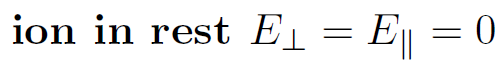 ion in rest E⊥ = E∥ = 0